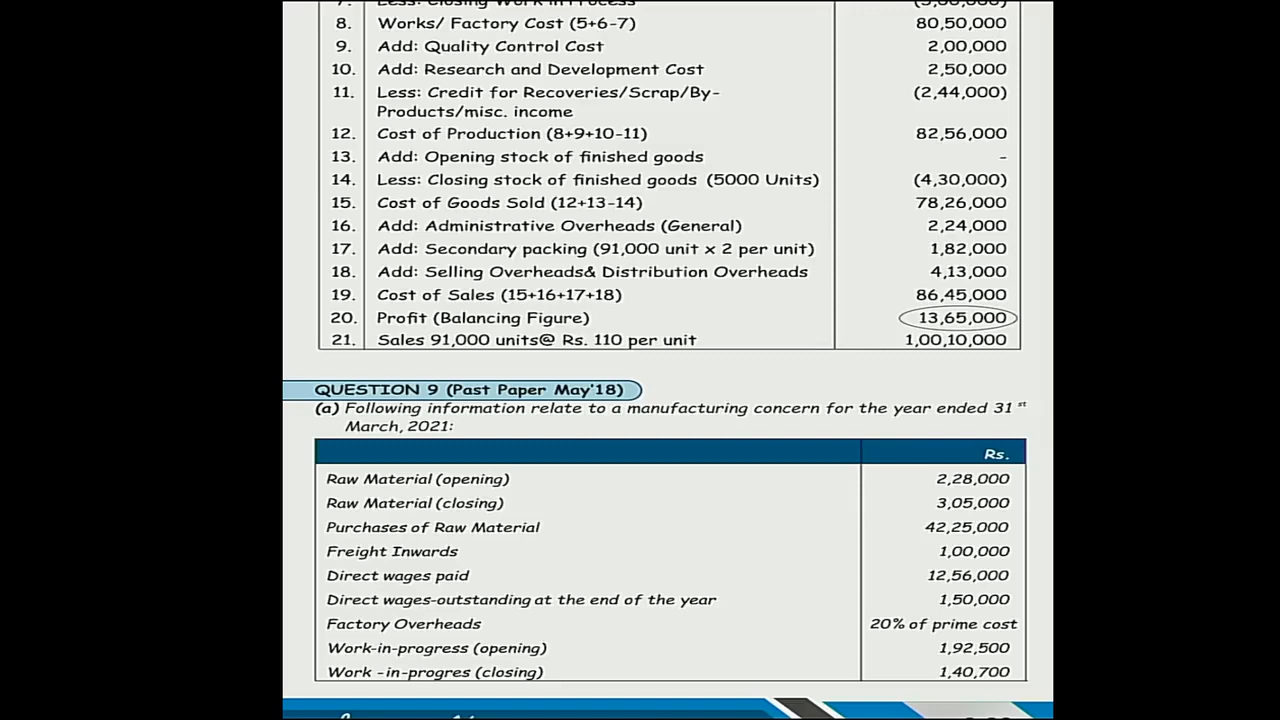 7. Less: Closing Work in Process
8. Works/ Factory Cost (5+6-7) 80,50,000
9. Add: Quality Control Cost 2,00,000
10. Add: Research and Development Cost 2,50,000
11. Less: Credit for Recoveries/Scrap/By- (2,44,000)
Products/misc. income
12. Cost of Production (8+9+10-11) 82,56,000
13. Add: Opening stock of finished goods -
14. Less: Closing stock of finished goods (5000 Units) (4,30,000)
15. Cost of Goods Sold (12+13-14) 78,26,000
16. Add: Administrative Overheads (General) 2,24,000
17. Add: Secondary packing (91,000 unit x 2 per unit) 1,82,000
18. Add: Selling Overheads& Distribution Overheads 4,13,000
19. Cost of Sales (15+16+17+18) 86,45,000
20. Profit (Balancing Figure) 13,65,000
21. Sales 91,000 units@ Rs. 110 per unit 1,00,10,000
QUESTION 9 (Past Paper May'18)
(a) Following information relate to a manufacturing concern for the year ended 31st
March, 2021:
Rs.
Raw Material (opening) 2,28,000
Raw Material (closing) 3,05,000
Purchases of Raw Material 42,25,000
Freight Inwards 1,00,000
Direct wages paid 12,56,000
Direct wages-outstanding at the end of the year 1,50,000
Factory Overheads 20% of prime cost
Work-in-progress (opening) 1,92,500
Work -in-progres (closing) 1,40,700